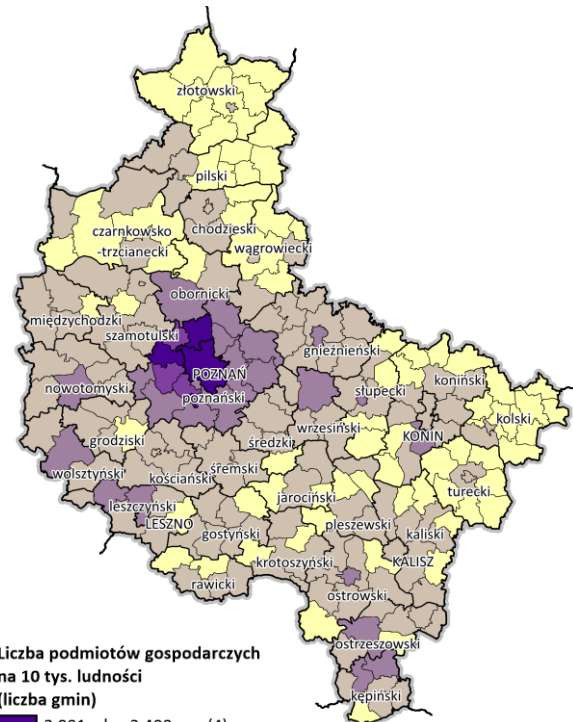 złotowski
pilski
czarnkowsko
-trzcianecki
chodzieski
wągrowiecki
obornicki
międzychodzki
szamotulski
gnieźnieński
POZNAŃ
poznański
nowotomyski
słupecki
koniński
kolski
wrzesiński
KONIN
grodziski
średzki
wolsztyński
kościański
śremski
turecki
jarociński
leszczyński
LESZNO
gostyński
pleszewski
kaliski
krotoszyński
KALISZ
rawicki
ostrowski
ostrzeszowski
kępiński
Liczba podmiotów gospodarczych
na 10 tys. ludności
(liczba gmin)